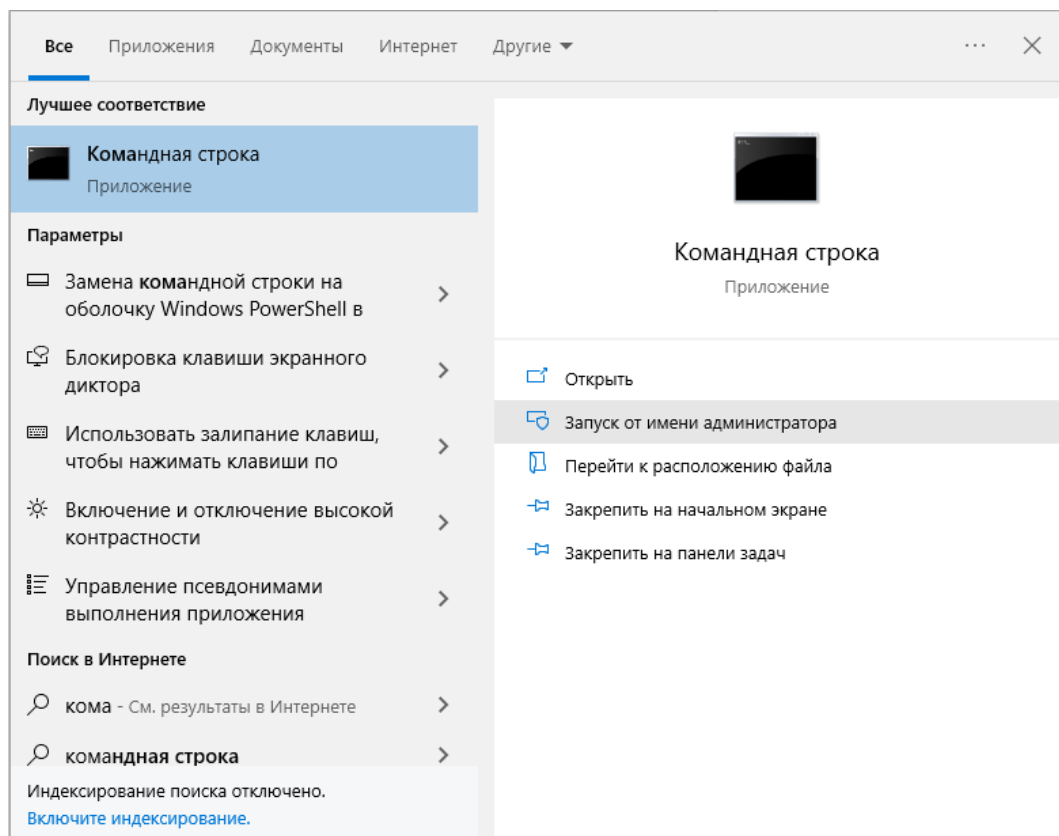 Все Приложения Документы Интернет Другие
Лучшее соответствие
Командная строка
Приложение
Параметры
Замена командной строки на
оболочку Windows PowerShell в
Блокировка клавиши экранного
диктора
Использовать залипание клавиш,
чтобы нажимать клавиши по
Включение и отключение высокой
контрастности
Управление псевдонимами
выполнения приложения
Поиск в Интернете
кома - См. результаты в Интернете
командная строка
Индексирование поиска отключено.
Включите индексирование.
Командная строка
Приложение
Открыть
Запуск от имени администратора
Перейти к расположению файла
Закрепить на начальном экране
Закрепить на панели задач